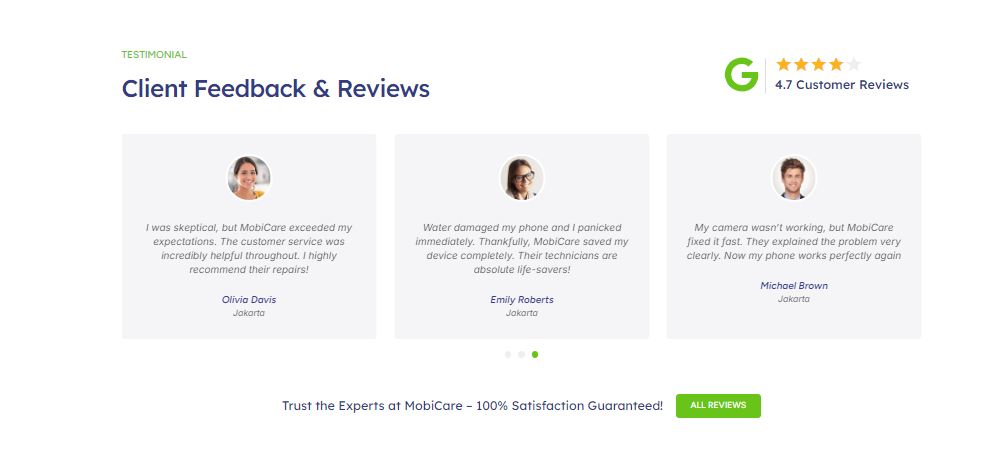 TESTIMONIAL
Client Feedback & Reviews
4.7 Customer Reviews
I was skeptical, but MobiCare exceeded my
expectations. The customer service was
incredibly helpful throughout. I highly
recommend their repairs!
Olivia Davis
Jakarta
Water damaged my phone and I panicked
immediately. Thankfully, MobiCare saved my
device completely. Their technicians are
absolute life-savers!
Emily Roberts
Jakarta
My camera wasn't working, but MobiCare
fixed it fast. They explained the problem very
clearly. Now my phone works perfectly again
Michael Brown
Jakarta
Trust the Experts at MobiCare – 100% Satisfaction Guaranteed!
ALL REVIEWS